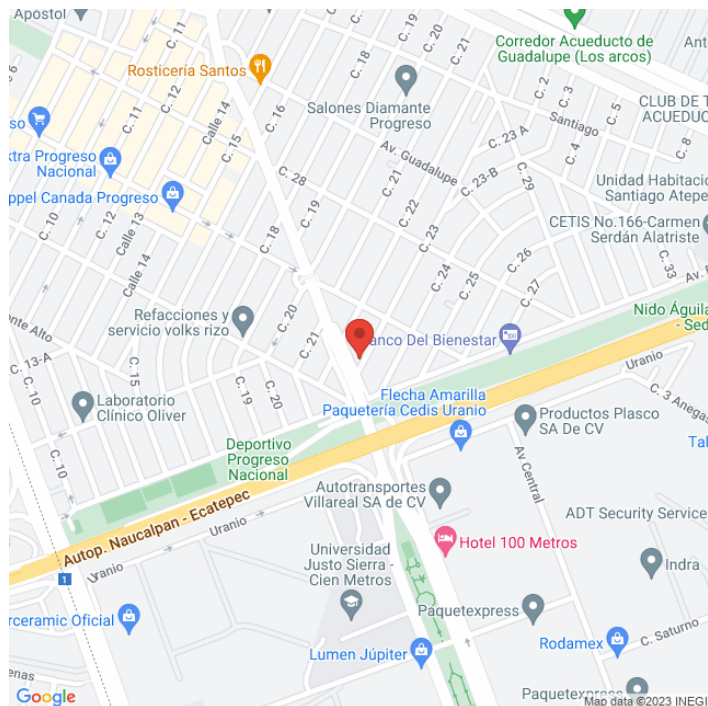 Apostol
C. 11
C. 12
Calle 14
C. 15
C. 16
C. 18
C. 19
C. 20
C. 21
Corredor Acueducto de
Guadalupe (Los arcos)
C. 2
C. 3
C. 5
C. 4
C. 8
Rosticería Santos
Salones Diamante
Progreso
Santiago
CLUB DE T
ACUEDUC
C. 11
C. 12
Av. Guadalupe
C. 23 A
C. 23-B
C. 29
ktra Progreso
Nacional
ppel Canada Progreso
Calle 13
Calle 14
C. 10
C. 12
C. 28
C. 19
C. 18
C. 21
C. 22
C. 23
C. 24
C. 25
C. 26
C. 27
Unidad Habitacio
Santiago Atepe
CETIS No.166-Carmen
Serdán Alatriste
C. 33
Refacciones y
servicio volks rizo
C. 20
C. 21
onte Alto
C. 13-A
C. 15
C. 10
C. 19
C. 20
anco Del Bienestar
Nido Águila
- Sed
Uranio
Laboratorio
Clínico Oliver
C. 10
Flecha Amarilla
Paquetería Cedis Uranio
Productos Plasco
SA De CV
C. 3 Anegas
Deportivo
Progreso
Nacional
Autop. Naucalpan - Ecatepec
Uranio
Uranio
Autotransportes
Villareal SA de CV
Av Central
Tal
ADT Security Service
1
Hotel 100 Metros
Indra
Universidad
Justo Sierra -
Cien Metros
Paquetexpress
erceramic Oficial
Lumen Júpiter
Rodamex
C. Saturno
enas
Paquetexpress
Google
Map data ©2023 INEGI